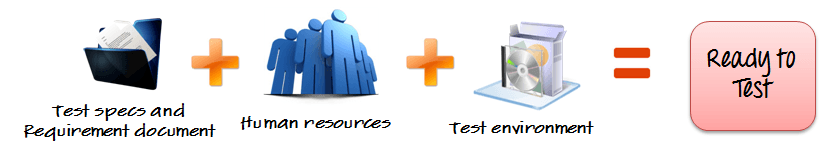 Test specs and
Requirement document
Human resources
Test environment
Ready to
Test